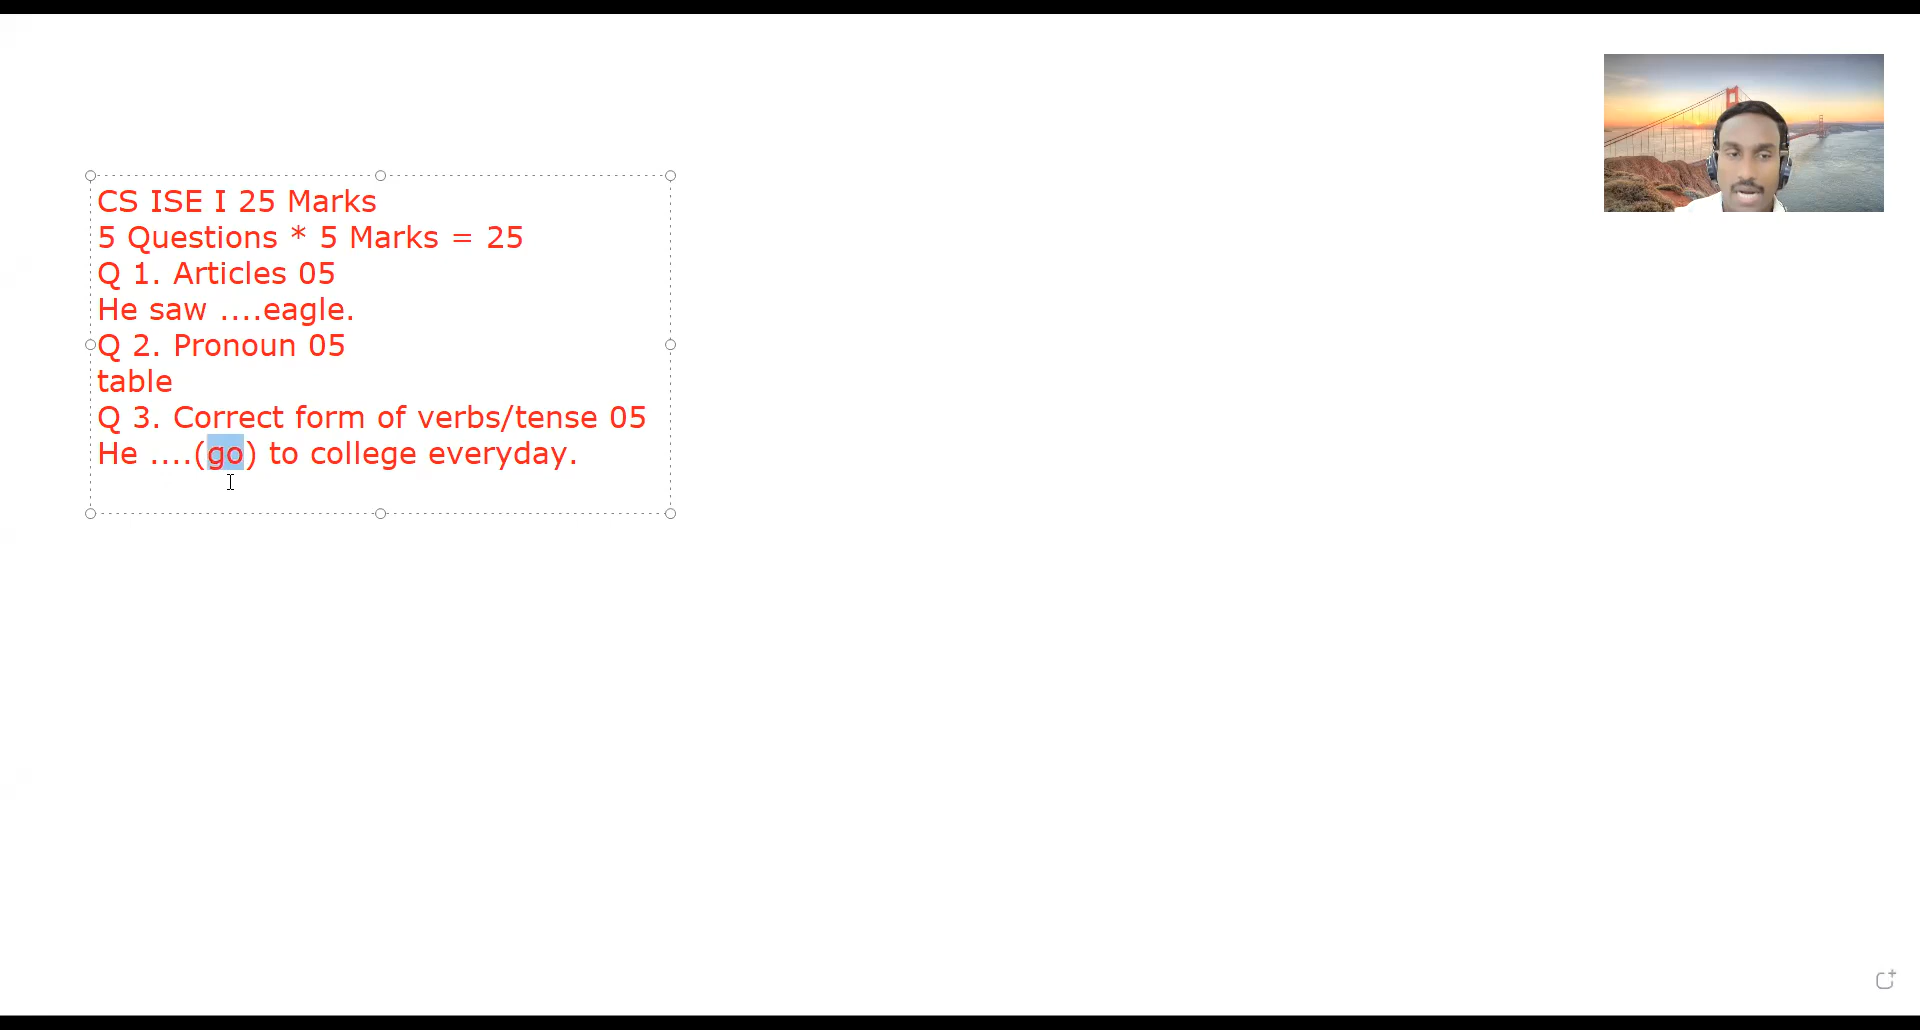 CS ISE I 25 Marks
5 Questions * 5 Marks = 25
Q 1. Articles 05
He saw ....eagle.
Q 2. Pronoun 05
table
Q 3. Correct form of verbs/tense 05
He ....(go) to college everyday.